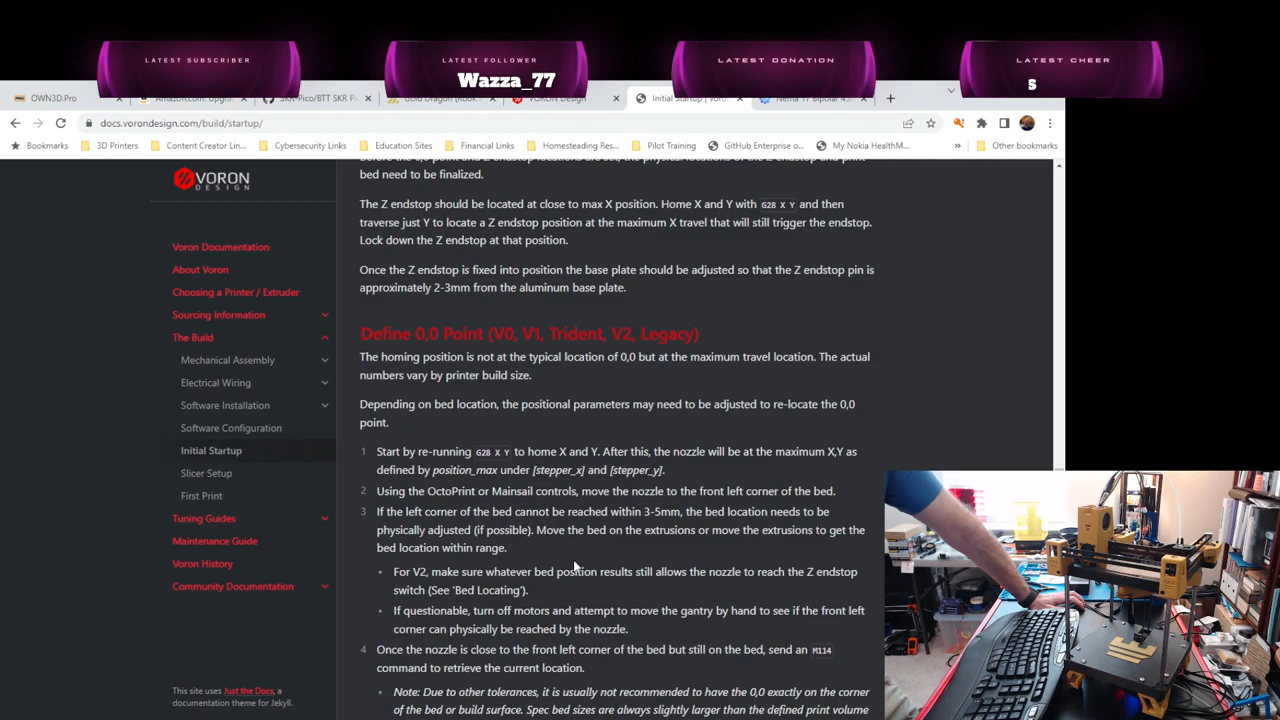 LATEST SUBSCRIBER
LATEST FOLLOWER
Wazza_77
LATEST DONATION
LATEST CHEER
S
OWN3D.Pro
Amazon.com: Upgra
SKR-Pico/BTT SKR P
Gold Dragon (Rook
VORON Design
Initial Startup | Voro
Nema 17 Bipolar
docs.vorondesign.com/build/startup/
Bookmarks
3D Printers
Content Creator Lin...
Cybersecurity Links
Education Sites
Financial Links
Homesteading Res...
Pilot Training
GitHub Enterprise o...
My Nokia HealthM...
»
Other bookmarks
VORON
DESIGN
Voron Documentation
About Voron
Choosing a Printer / Extruder
Sourcing Information
The Build
Mechanical Assembly
Electrical Wiring
Software Installation
Software Configuration
Initial Startup
Slicer Setup
First Print
Tuning Guides
Maintenance Guide
Voron History
Community Documentation
This site uses Just the Docs, a
documentation theme for Jekyll.
bed need to be finalized.
The Z endstop should be located at close to max X position. Home X and Y with G28 X Y and then
traverse just Y to locate a Z endstop position at the maximum X travel that will still trigger the endstop.
Lock down the Z endstop at that position.
Once the Z endstop is fixed into position the base plate should be adjusted so that the Z endstop pin is
approximately 2-3mm from the aluminum base plate.
Define 0,0 Point (V0, V1, Trident, V2, Legacy)
The homing position is not at the typical location of 0,0 but at the maximum travel location. The actual
numbers vary by printer build size.
Depending on bed location, the positional parameters may need to be adjusted to re-locate the 0,0
point.
1 Start by re-running G28 X Y to home X and Y. After this, the nozzle will be at the maximum X,Y as
defined by position_max under [stepper_x] and [stepper_y].
2 Using the OctoPrint or Mainsail controls, move the nozzle to the front left corner of the bed.
3 If the left corner of the bed cannot be reached within 3-5mm, the bed location needs to be
physically adjusted (if possible). Move the bed on the extrusions or move the extrusions to get the
bed location within range.
• For V2, make sure whatever bed position results still allows the nozzle to reach the Z endstop
switch (See 'Bed Locating').
• If questionable, turn off motors and attempt to move the gantry by hand to see if the front left
corner can physically be reached by the nozzle.
4 Once the nozzle is close to the front left corner of the bed but still on the bed, send an M114
command to retrieve the current location.
• Note: Due to other tolerances, it is usually not recommended to have the 0,0 exactly on the corner
of the bed or build surface. Spec bed sizes are always slightly larger than the defined print volume